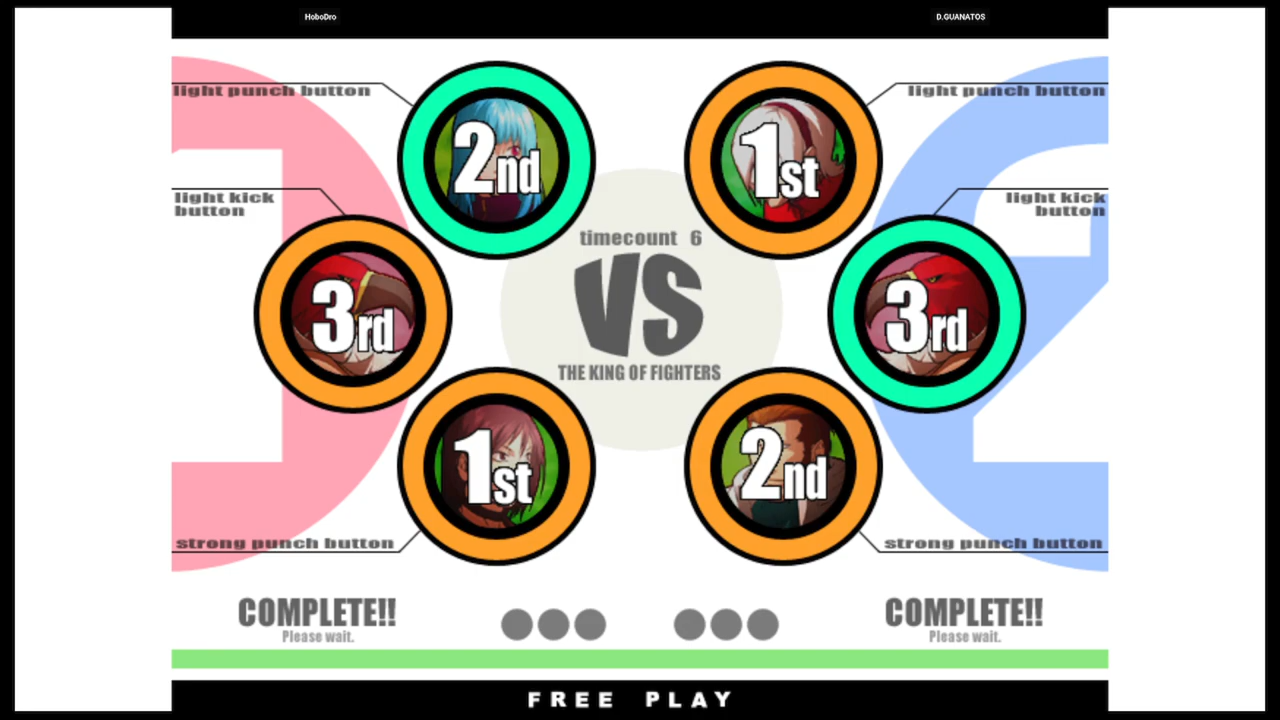 HoboDro
D.GUANATOS
light punch button
2nd
1st
light punch button
light kick
button
light kick
button
timecount 6
VS
3rd
3rd
THE KING OF FIGHTERS
1st
2nd
strong punch button
strong punch button
COMPLETE!!
Please wait.
COMPLETE!!
Please wait.
FREE PLAY
1
2